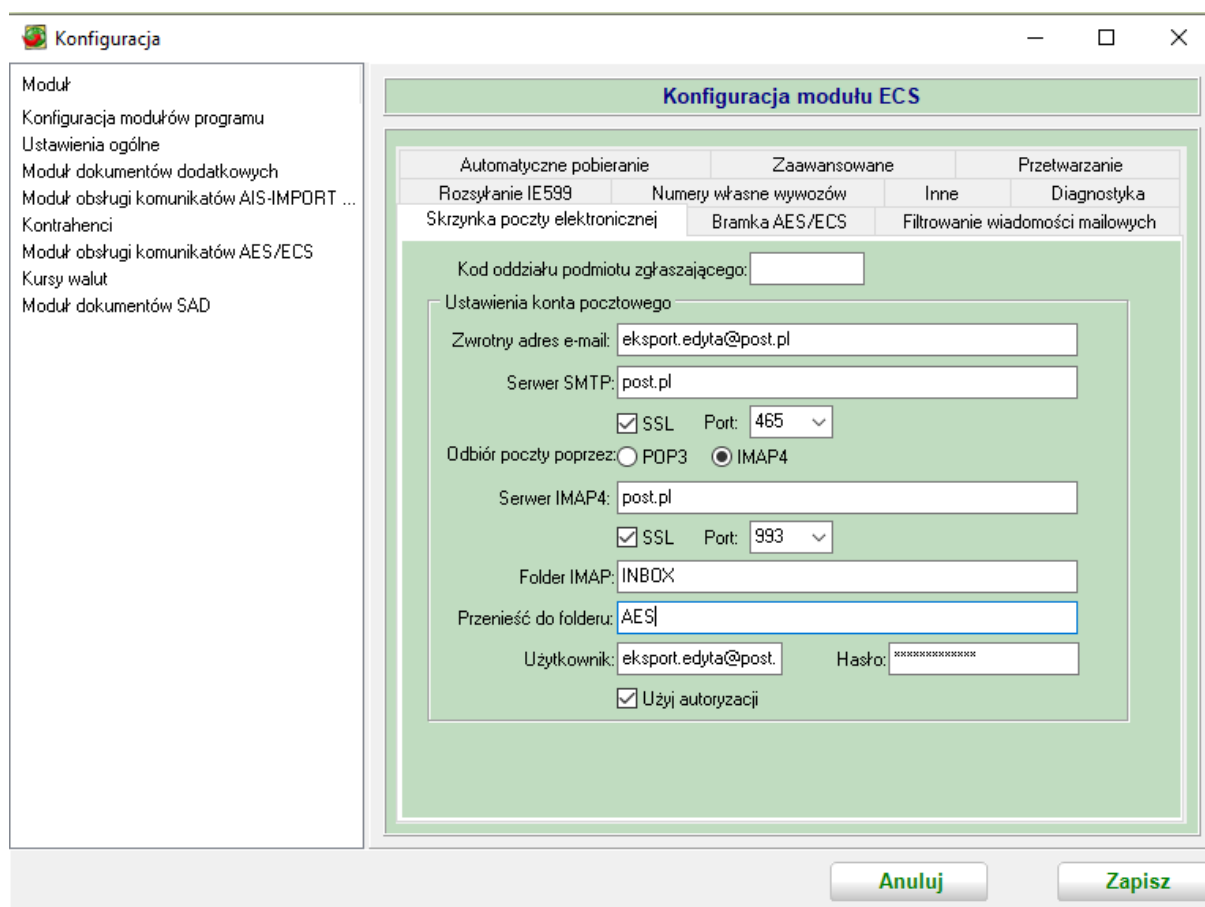 Konfiguracja
Moduł
Konfiguracja modułów programu
Ustawienia ogólne
Moduł dokumentów dodatkowych
Moduł obsługi komunikatów AIS-IMPORT ...
Kontrahenci
Moduł obsługi komunikatów AES/ECS
Kursy walut
Moduł dokumentów SAD
Konfiguracja modułu ECS
Automatyczne pobieranie Zaawansowane Przetwarzanie
Rozsyłanie IE599 Numery własne wywozów Inne Diagnostyka
Skrzynka poczty elektronicznej Bramka AES/ECS Filtrowanie wiadomości mailowych
Kod oddziału podmiotu zgłaszającego:
Ustawienia konta pocztowego
Zwrotny adres e-mail: eksport.edyta@post.pl
Serwer SMTP: post.pl
SSL Port: 465
Odbiór poczty poprzez: POP3 IMAP4
Serwer IMAP4: post.pl
SSL Port: 993
Folder IMAP: INBOX
Przenieść do folderu: AES
Użytkownik: eksport.edyta@post. Hasło: *************
Użyj autoryzacji
Anuluj Zapisz